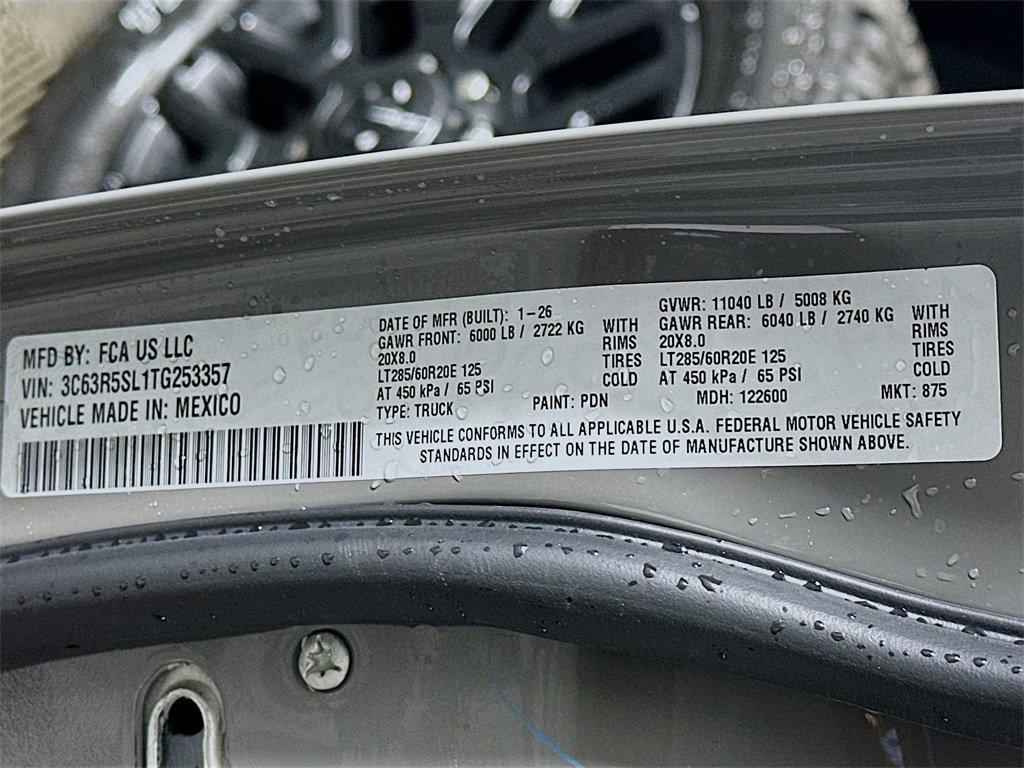 MFD BY: FCA US LLC
VIN: 3C63R5SL1TG253357
VEHICLE MADE IN: MEXICO
DATE OF MFR (BUILT): 1-26
GAWR FRONT: 6000 LB / 2722 KG
20X8.0
LT285/60R20E 125
AT 450 kPa / 65 PSI
WITH
RIMS
TIRES
COLD
GVWR: 11040 LB / 5008 KG
GAWR REAR: 6040 LB / 2740 KG
20X8.0
LT285/60R20E 125
AT 450 kPa / 65 PSI
WITH
RIMS
TIRES
COLD
TYPE: TRUCK PAINT: PDN MDH: 122600 MKT: 875
THIS VEHICLE CONFORMS TO ALL APPLICABLE U.S.A. FEDERAL MOTOR VEHICLE SAFETY
STANDARDS IN EFFECT ON THE DATE OF MANUFACTURE SHOWN ABOVE.